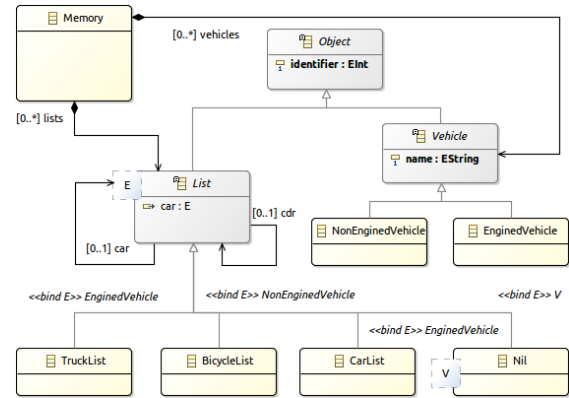 Memory
[0..*] vehicles
Object
identifier : EInt
[0..*] lists
Vehicle
name : EString
E
List
car : E
[0..1] cdr
[0..1] car
NonEnginedVehicle
EnginedVehicle
<<bind E>> EnginedVehicle
<<bind E>> NonEnginedVehicle
<<bind E>> V
<<bind E>> EnginedVehicle
TruckList
BicycleList
CarList
Nil
V